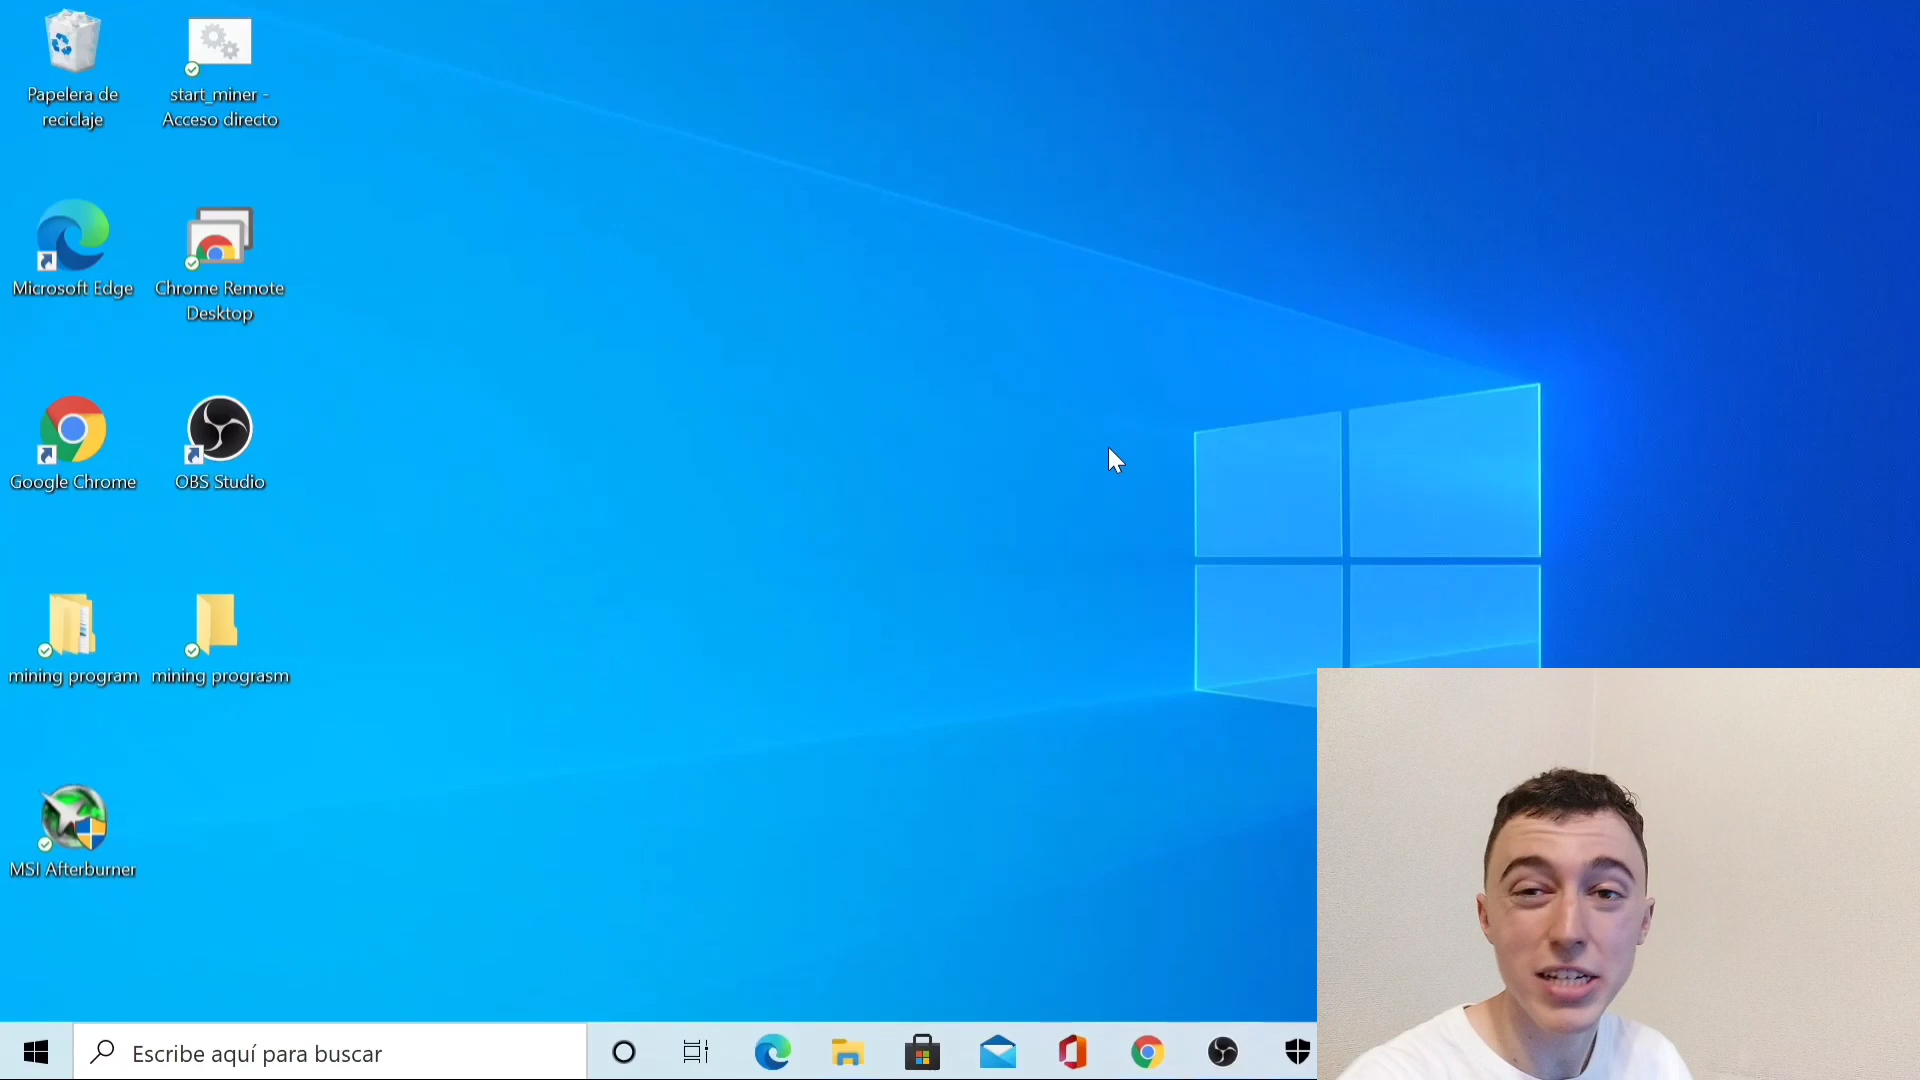 Papelera de
reciclaje
start_miner -
Acceso directo
Microsoft Edge
Chrome Remote
Desktop
Google Chrome
OBS Studio
mining program
mining prograsm
MSI Afterburner
Escribe aquí para buscar